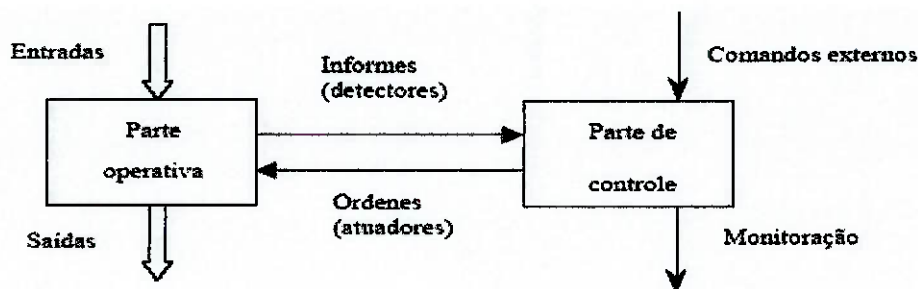 Entradas
Informes
(detectores)
Comandos externos
Parte
operativa
Parte de
controle
Ordenes
(atuadores)
Saídas
Monitoração